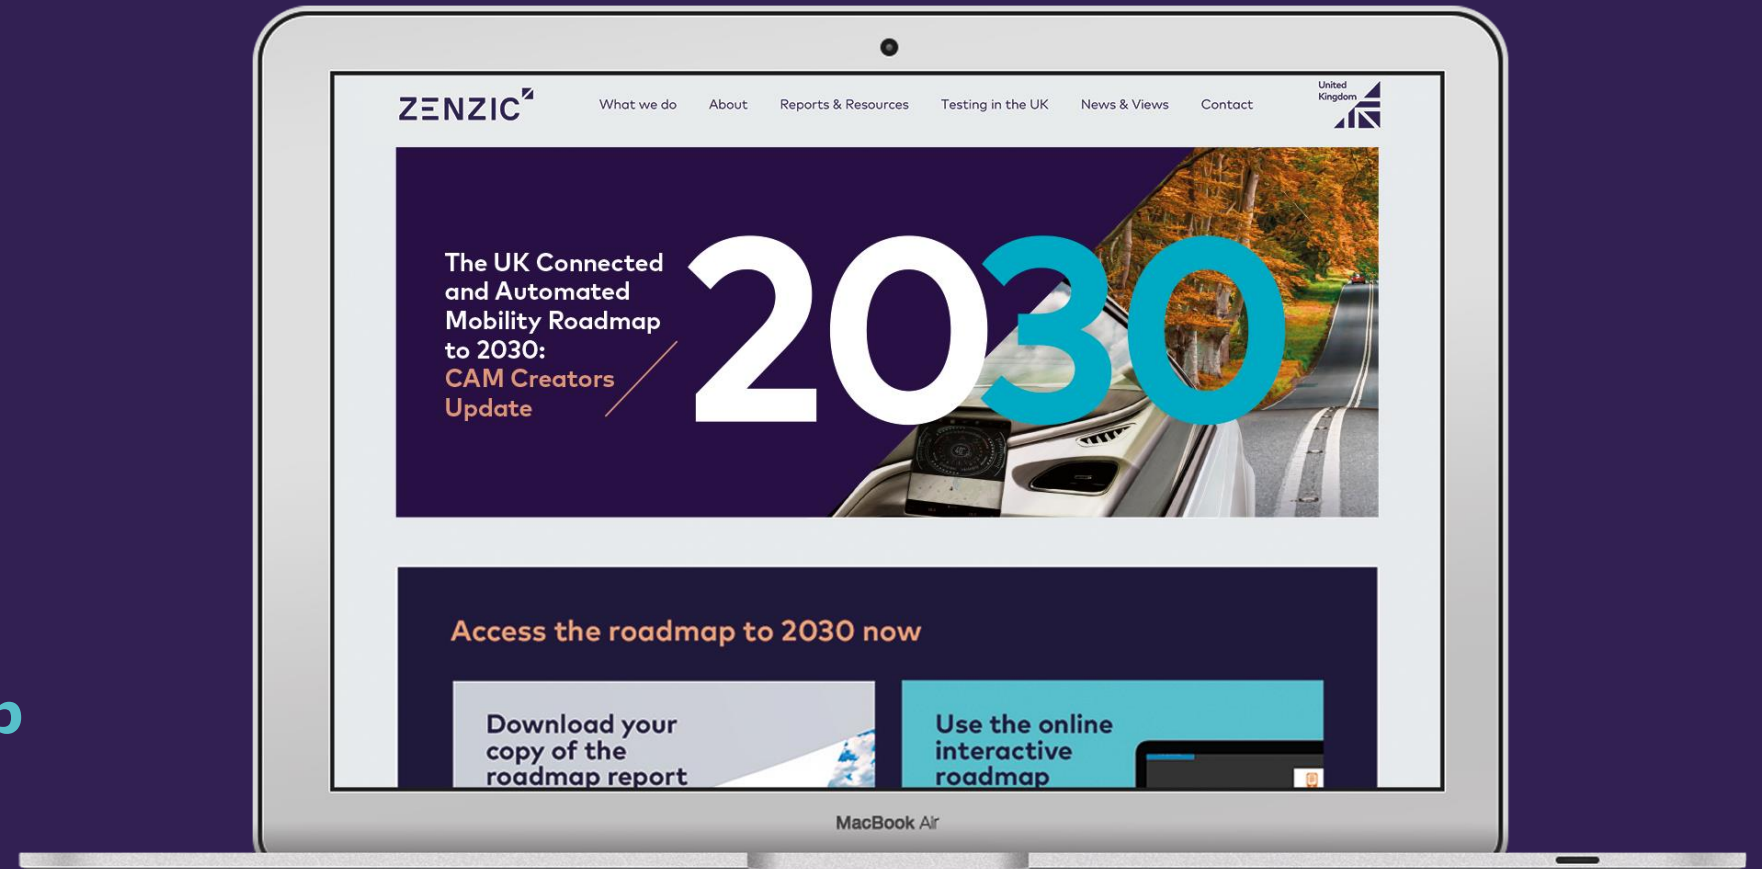 ZENZIC
What we do About Reports & Resources Testing in the UK News & Views Contact
United
Kingdom
The UK Connected
and Automated
Mobility Roadmap
to 2030:
CAM Creators
Update
2030
Access the roadmap to 2030 now
Download your
copy of the
roadmap report
Use the online
interactive
roadmap
p
MacBook Air